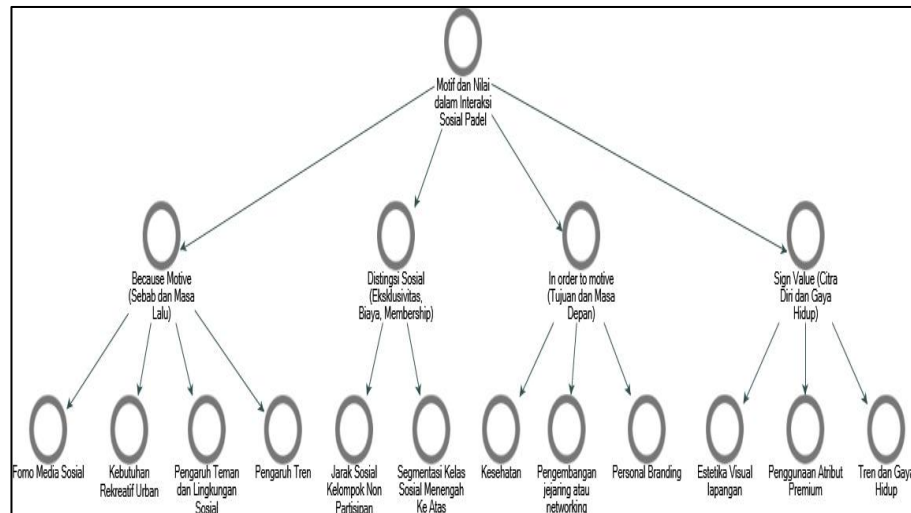 Motif dan Nilai
dalam Interaksi
Sosial Padel
Because Motive
(Sebab dan Masa
Lalu)
Distingsi Sosial
(Eksklusivitas,
Biaya, Membership)
In order to motive
(Tujuan dan Masa
Depan)
Sign Value (Citra
Diri dan Gaya
Hidup)
Fomo Media Sosial
Kebutuhan
Rekreatif Urban
Pengaruh Teman
dan Lingkungan
Sosial
Pengaruh Tren
Jarak Sosial
Kelompok Non
Partisipan
Segmentasi Kelas
Sosial Menengah
Ke Atas
Kesehatan
Pengembangan
jejaring atau
networking
Personal Branding
Estetika Visual
lapangan
Penggunaan Atribut
Premium
Tren dan Gaya
Hidup